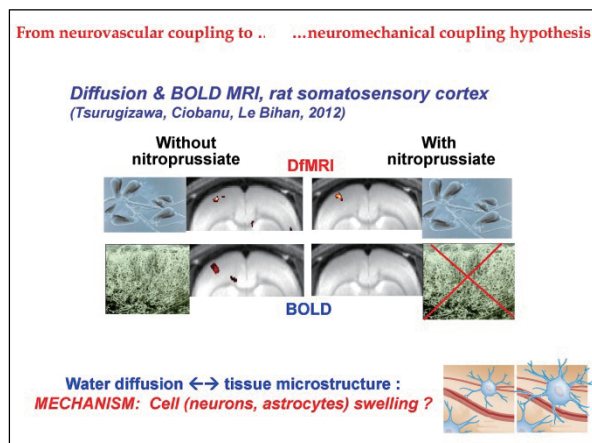 From neurovascular coupling to .. ...neuromechanical coupling hypothesis
Diffusion & BOLD MRI, rat somatosensory cortex
(Tsurugizawa, Ciobanu, Le Bihan, 2012)
Without
nitroprussiate
With
nitroprussiate
DfMRI
BOLD
Water diffusion ←→ tissue microstructure :
MECHANISM: Cell (neurons, astrocytes) swelling ?